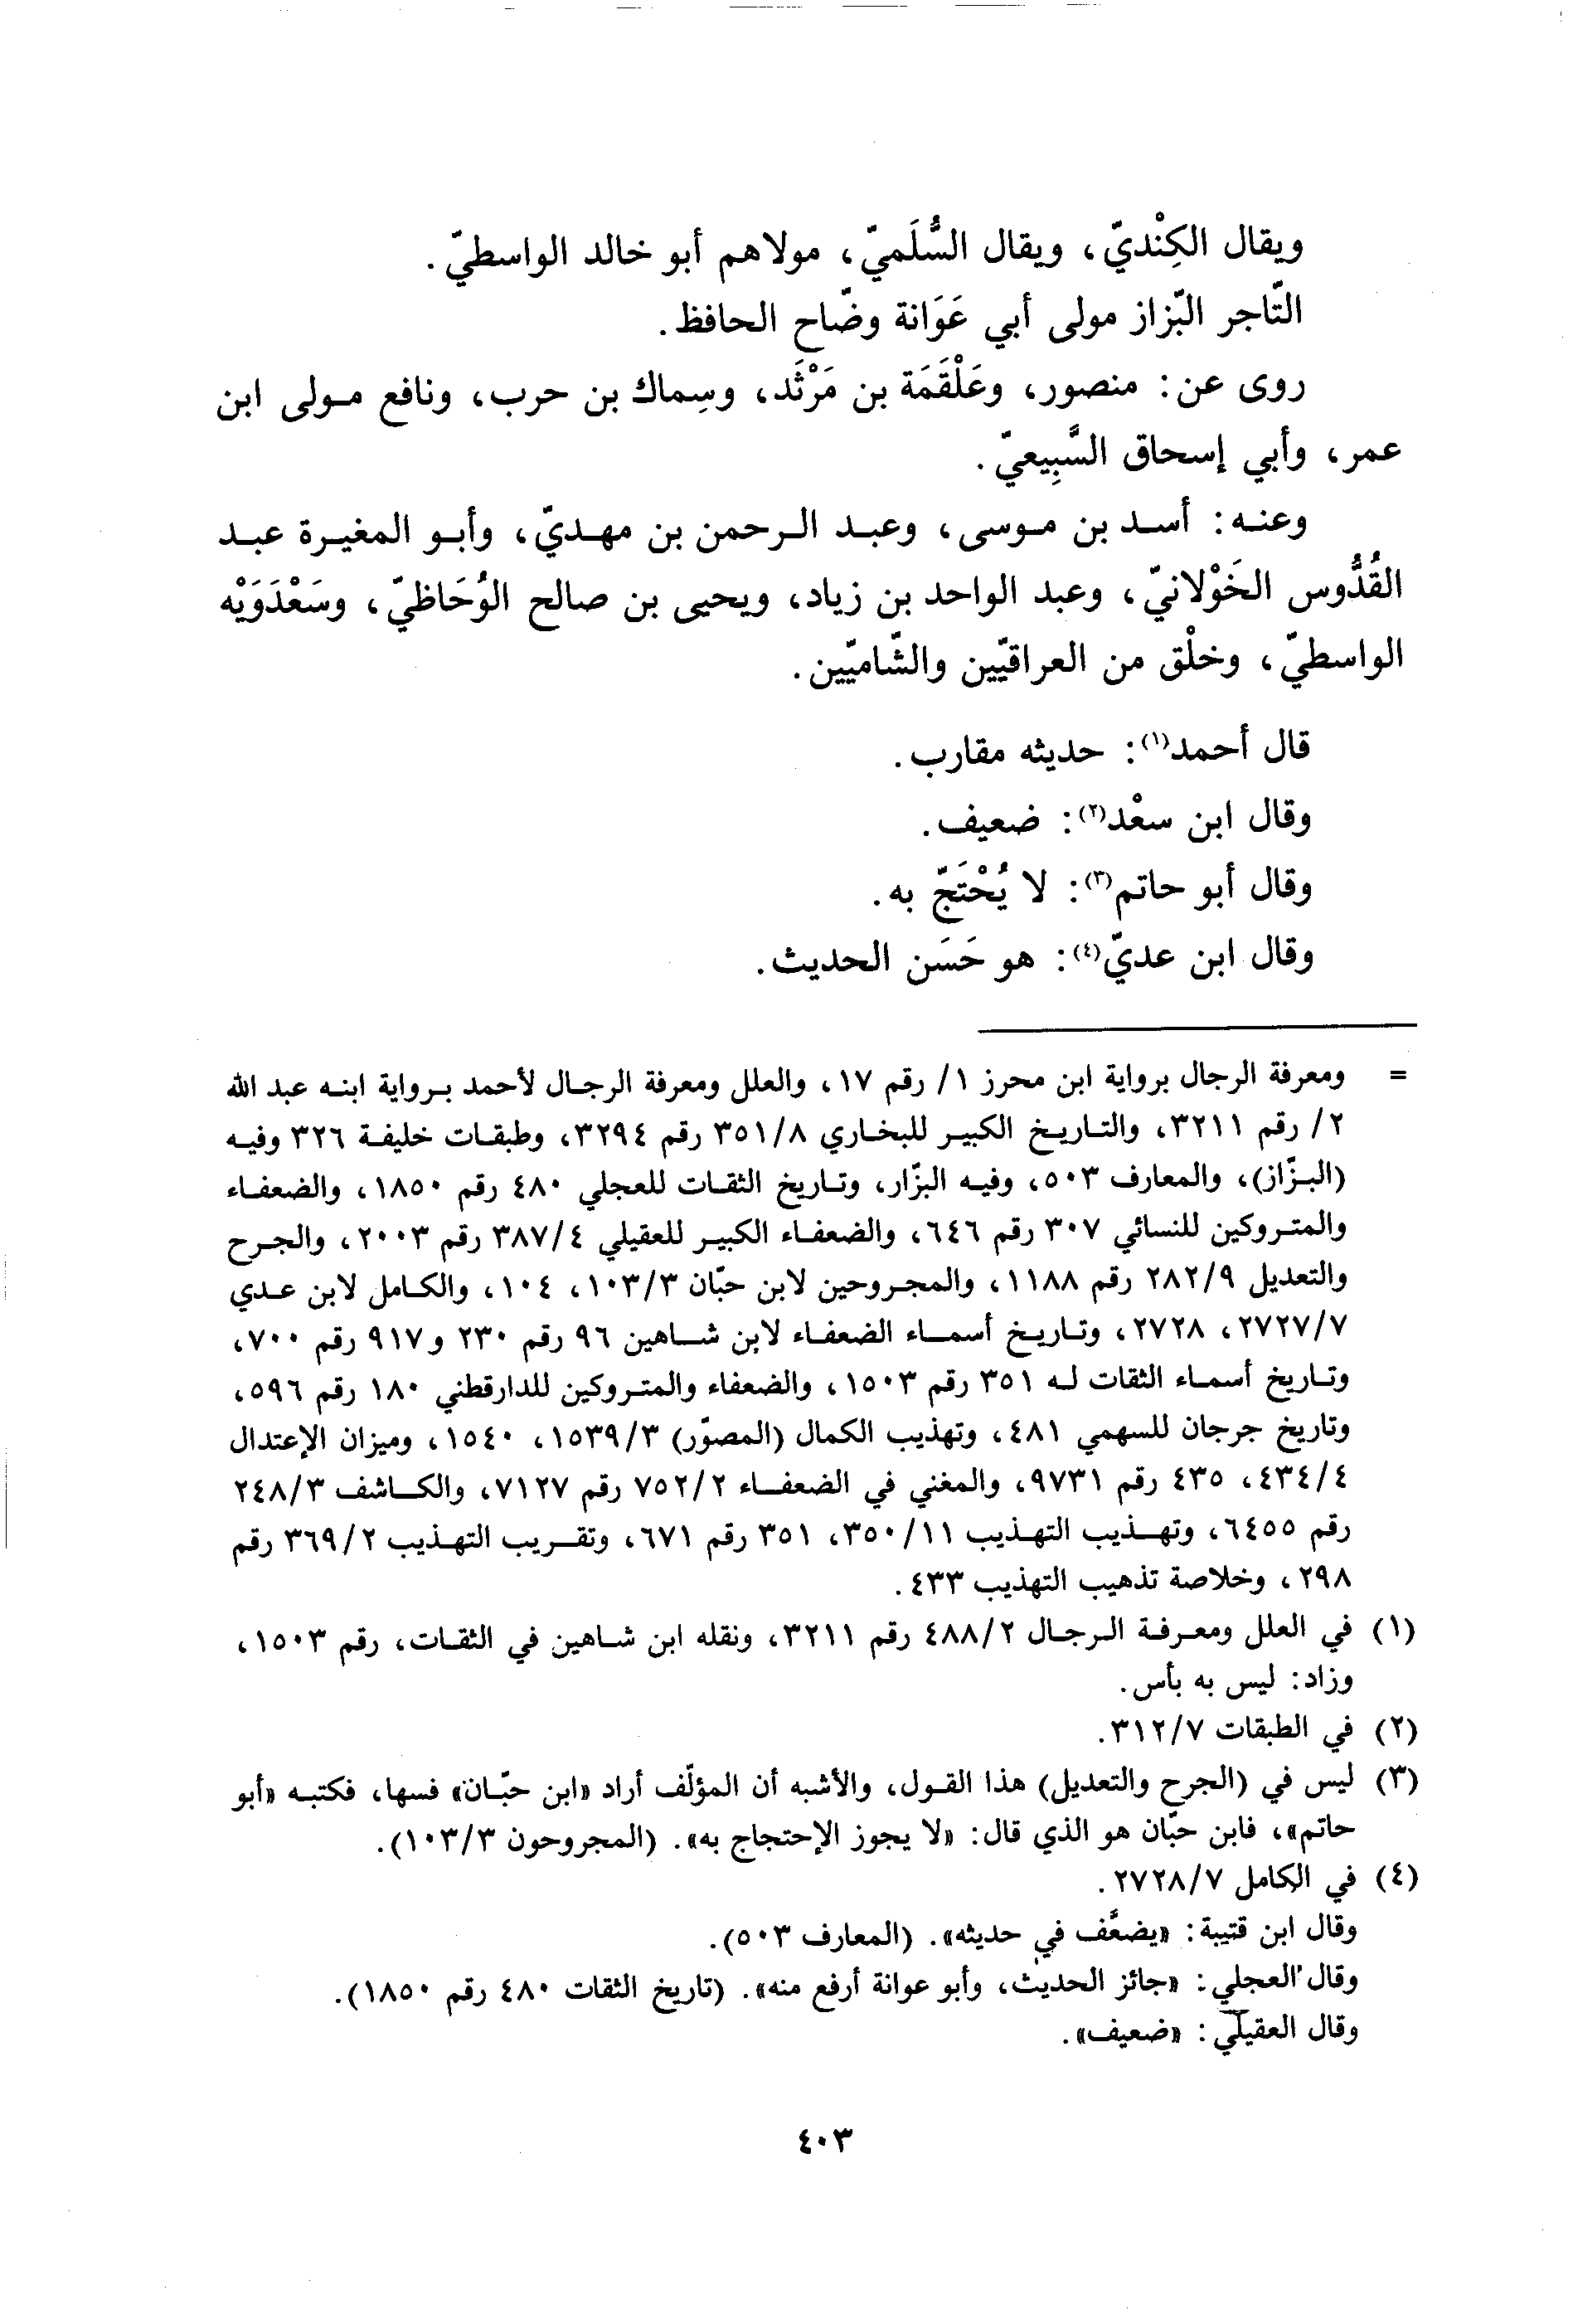 ويقال الكِنْديّ، ويقال السُّلَميّ، مولاهم أبو خالد الواسطيّ.
التّاجر البّزاز مولى أبي عَوَانة وضّاح الحافظ.
روى عن: منصور، وعَلْقَمَة بن مَرْثَد، وسِماك بن حرب، ونافع مولى ابن
عمر، وأبي إسحاق السَّبِيعيّ.
وعنه: أسد بن موسى، وعبد الرحمن بن مهديّ، وأبو المغيرة عبد
القُدُّوس الخَوْلانيّ، وعبد الواحد بن زياد، ويحيى بن صالح الوُحَاظيّ، وسَعْدَوَيْه
الواسطيّ، وخلْق من العراقيّين والشّاميّين.
قال أحمد(١): حديثه مقارب.
وقال ابن سعْد(٢): ضعيف.
وقال أبو حاتم(٣): لا يُحْتَجّ به.
وقال ابن عديّ(٤): هو حَسَن الحديث.
= ومعرفة الرجال برواية ابن محرز ١/ رقم ١٧، والعلل ومعرفة الرجال لأحمد برواية ابنه عبد الله
٢/ رقم ٣٢١١، والتاريخ الكبير للبخاري ٣٥١/٨ رقم ٣٢٩٤، وطبقات خليفة ٣٢٦ وفيه
(البزّاز)، والمعارف ٥٠٣، وفيه البزّار، وتاريخ الثقات للعجلي ٤٨٠ رقم ١٨٥٠، والضعفاء
والمتروكين للنسائي ٣٠٧ رقم ٦٤٦، والضعفاء الكبير للعقيلي ٣٨٧/٤ رقم ٢٠٠٣، والجرح
والتعديل ٢٨٢/٩ رقم ١١٨٨، والمجروحين لابن حبّان ١٠٣/٣، ١٠٤، والكامل لابن عدي
٢٧٢٧/٧، ٢٧٢٨، وتاريخ أسماء الضعفاء لابن شاهين ٩٦ رقم ٢٣٠ و٩١٧ رقم ٧٠٠،
وتاريخ أسماء الثقات له ٣٥١ رقم ١٥٠٣، والضعفاء والمتروكين للدارقطني ١٨٠ رقم ٥٩٦،
وتاريخ جرجان للسهمي ٤٨١، وتهذيب الكمال (المصوّر) ١٥٣٩/٣، ١٥٤٠، وميزان الإعتدال
٤٣٤/٤، ٤٣٥ رقم ٩٧٣١، والمغني في الضعفاء ٧٥٢/٢ رقم ٧١٢٧، والكاشف ٢٤٨/٣
رقم ٦٤٥٥، وتهذيب التهذيب ٣٥٠/١١، ٣٥١ رقم ٦٧١، وتقريب التهذيب ٣٦٩/٢ رقم
٢٩٨، وخلاصة تذهيب التهذيب ٤٣٣.
(١) في العلل ومعرفة الرجال ٤٨٨/٢ رقم ٣٢١١، ونقله ابن شاهين في الثقات، رقم ١٥٠٣،
وزاد: ليس به بأس.
(٢) في الطبقات ٣١٢/٧.
(٣) ليس في (الجرح والتعديل) هذا القول، والأشبه أن المؤلّف أراد «ابن حبّان» فسها، فكتبه «أبو
حاتم»، فابن حبّان هو الذي قال: «لا يجوز الإحتجاج به». (المجروحون ١٠٣/٣).
(٤) في الكامل ٢٧٢٨/٧.
وقال ابن قتيبة: «يضعَّف في حديثه». (المعارف ٥٠٣).
وقال العجلي: «جائز الحديث، وأبو عوانة أرفع منه». (تاريخ الثقات ٤٨٠ رقم ١٨٥٠).
وقال العقيلي: «ضعيف».
٤٠٣